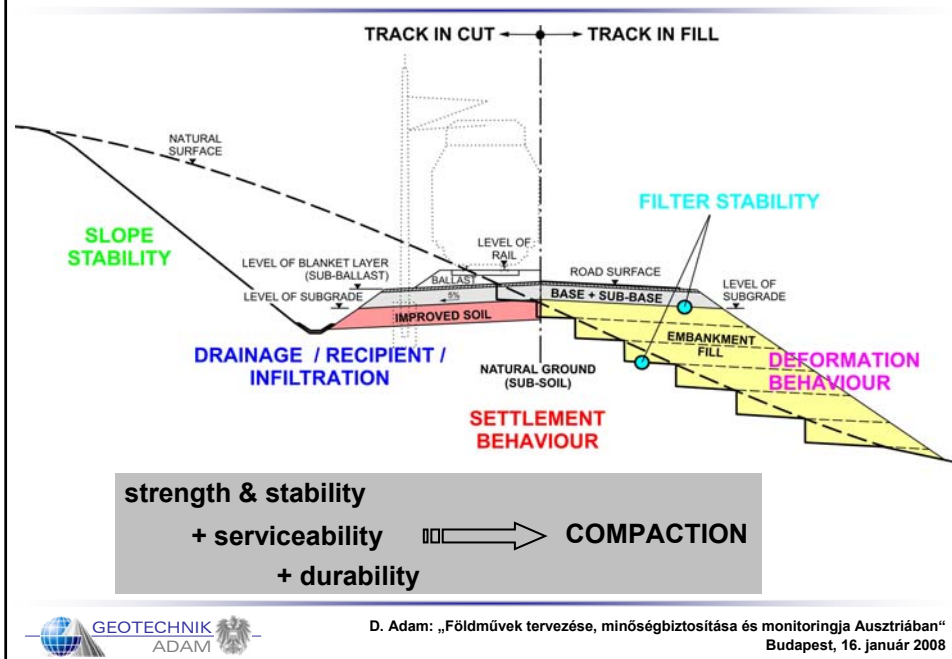 TRACK IN CUT
TRACK IN FILL
NATURAL
SURFACE
SLOPE
STABILITY
FILTER STABILITY
LEVEL OF
RAIL
LEVEL OF BLANKET LAYER
(SUB-BALLAST)
BALLAST
ROAD SURFACE
LEVEL OF SUBGRADE
5%
BASE + SUB-BASE
LEVEL OF
SUBGRADE
IMPROVED SOIL
EMBANKMENT
FILL
DRAINAGE / RECIPIENT /
INFILTRATION
NATURAL GROUND
(SUB-SOIL)
DEFORMATION
BEHAVIOUR
SETTLEMENT
BEHAVIOUR
strength & stability
+ serviceability
COMPACTION
+ durability
GEOTECHNIK
ADAM
D. Adam: „Földművek tervezése, minőségbiztosítása és monitoringja Ausztriában“
Budapest, 16. január 2008